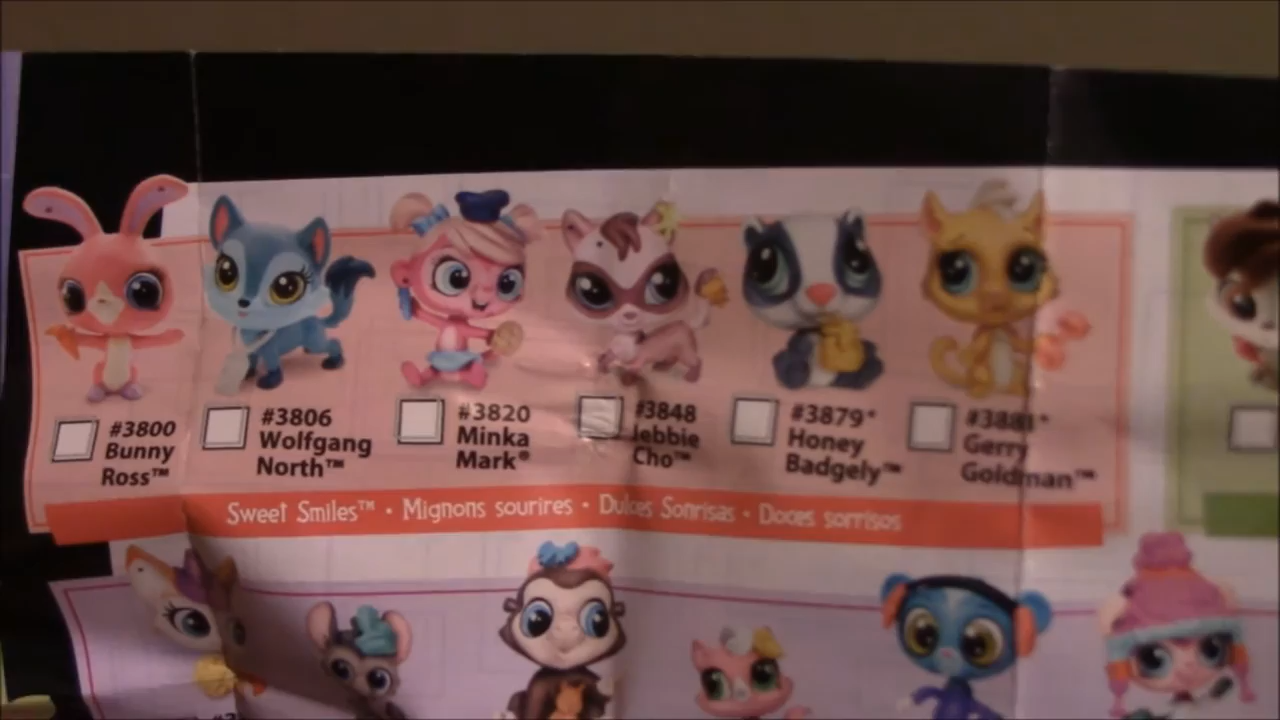 #3800
Bunny
Ross™
#3806
Wolfgang
North™
#3820
Minka
Mark®
#3848
Jebbie
Cho™
#3879*
Honey
Badgely™
#3881*
Gerry
Goldman™
Sweet Smiles™ • Mignons sourires • Dulces Sonrisas • Doces sorrisos